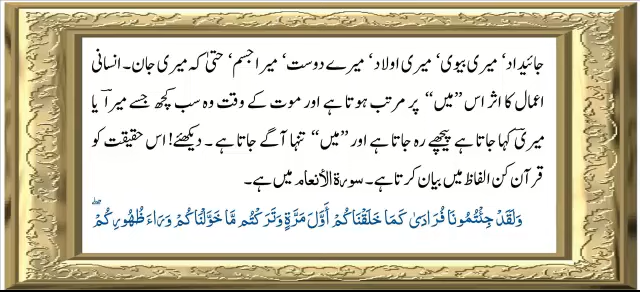 جائیداد‘ میری بیوی‘ میری اولاد‘ میرے دوست‘ میرا جسم‘ حتیٰ کہ میری جان۔ انسانی
اعمال کا اثر اس ”میں“ پر مرتب ہوتا ہے اور موت کے وقت وہ سب کچھ جسے میرا یا
میری کہا جاتا ہے پیچھے رہ جاتا ہے اور ”میں“ تنہا آگے جاتا ہے۔ دیکھئے! اس حقیقت کو
قرآن کن الفاظ میں بیان کرتا ہے۔ سورۃ الأنعام میں ہے۔
وَلَقَدْ جِئْتُمُونَا فُرَادَىٰ كَمَا خَلَقْنَاكُمْ أَوَّلَ مَرَّةٍ وَتَرَكْتُم مَّا خَوَّلْنَاكُمْ وَرَاءَ ظُهُورِكُمْ ۖ